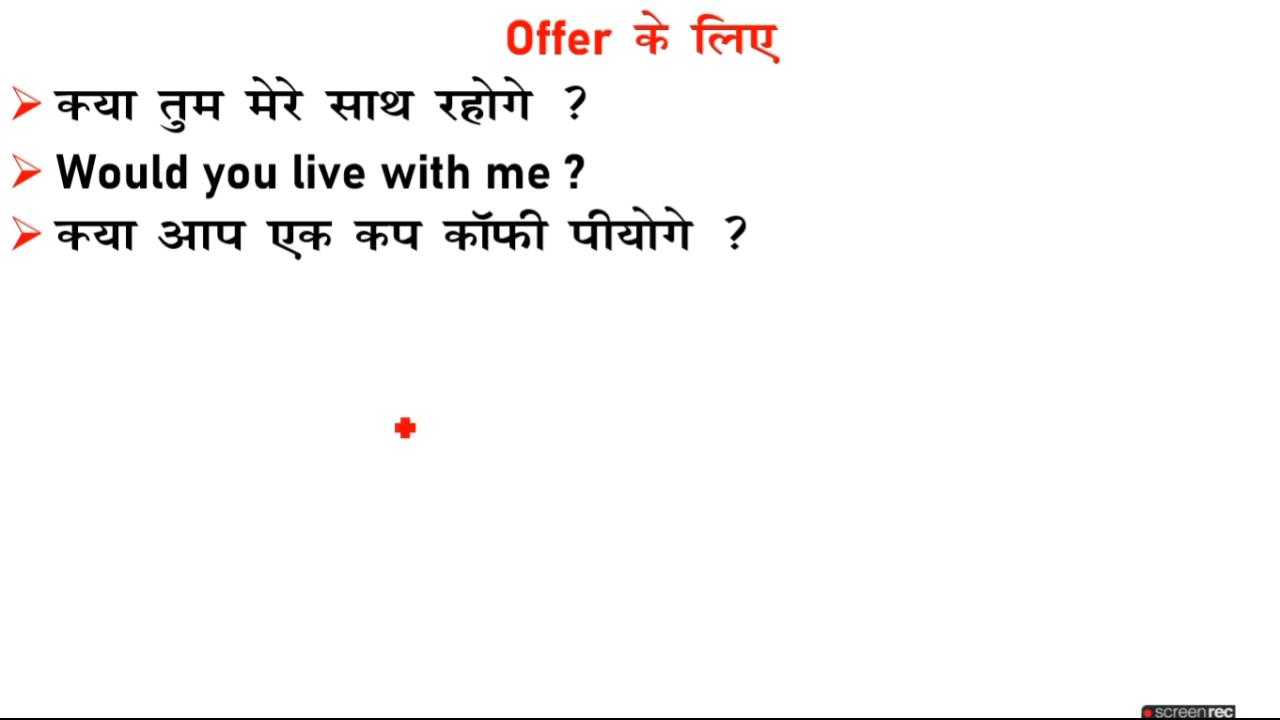 Offer के लिए
क्या तुम मेरे साथ रहोगे ?
Would you live with me ?
क्या आप एक कप कॉफी पीयोगे ?
screenrec